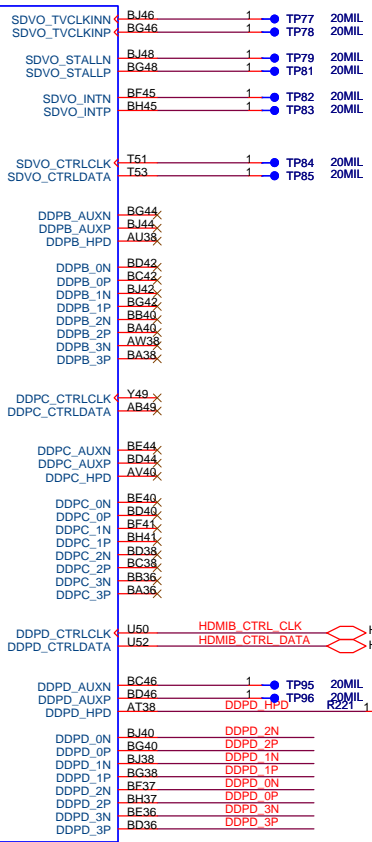 SDVO_TVCLKINN BJ46 1 TP77 20MIL
SDVO_TVCLKINP BG46 1 TP78 20MIL
SDVO_STALLN BJ48 1 TP79 20MIL
SDVO_STALLP BG48 1 TP81 20MIL
SDVO_INTN BF45 1 TP82 20MIL
SDVO_INTP BH45 1 TP83 20MIL
SDVO_CTRLCLK T51 1 TP84 20MIL
SDVO_CTRLDATA T53 1 TP85 20MIL
DDPB_AUXN BG44
DDPB_AUXP BJ44
DDPB_HPD AU38
DDPB_0N BD42
DDPB_0P BC42
DDPB_1N BJ42
DDPB_1P BG42
DDPB_2N BB40
DDPB_2P BA40
DDPB_3N AW38
DDPB_3P BA38
DDPC_CTRLCLK Y49
DDPC_CTRLDATA AB49
DDPC_AUXN BE44
DDPC_AUXP BD44
DDPC_HPD AV40
DDPC_0N BE40
DDPC_0P BD40
DDPC_1N BF41
DDPC_1P BH41
DDPC_2N BD38
DDPC_2P BC38
DDPC_3N BB36
DDPC_3P BA36
DDPD_CTRLCLK U50 HDMIB_CTRL_CLK H
DDPD_CTRLDATA U52 HDMIB_CTRL_DATA H
DDPD_AUXN BC46 1 TP95 20MIL
DDPD_AUXP BD46 1 TP96 20MIL
DDPD_HPD AT38 DDPD_HPD R221 1
DDPD_0N BJ40 DDPD_2N
DDPD_0P BG40 DDPD_2P
DDPD_1N BJ38 DDPD_1N
DDPD_1P BG38 DDPD_1P
DDPD_2N BF37 DDPD_0N
DDPD_2P BH37 DDPD_0P
DDPD_3N BE36 DDPD_3N
DDPD_3P BD36 DDPD_3P